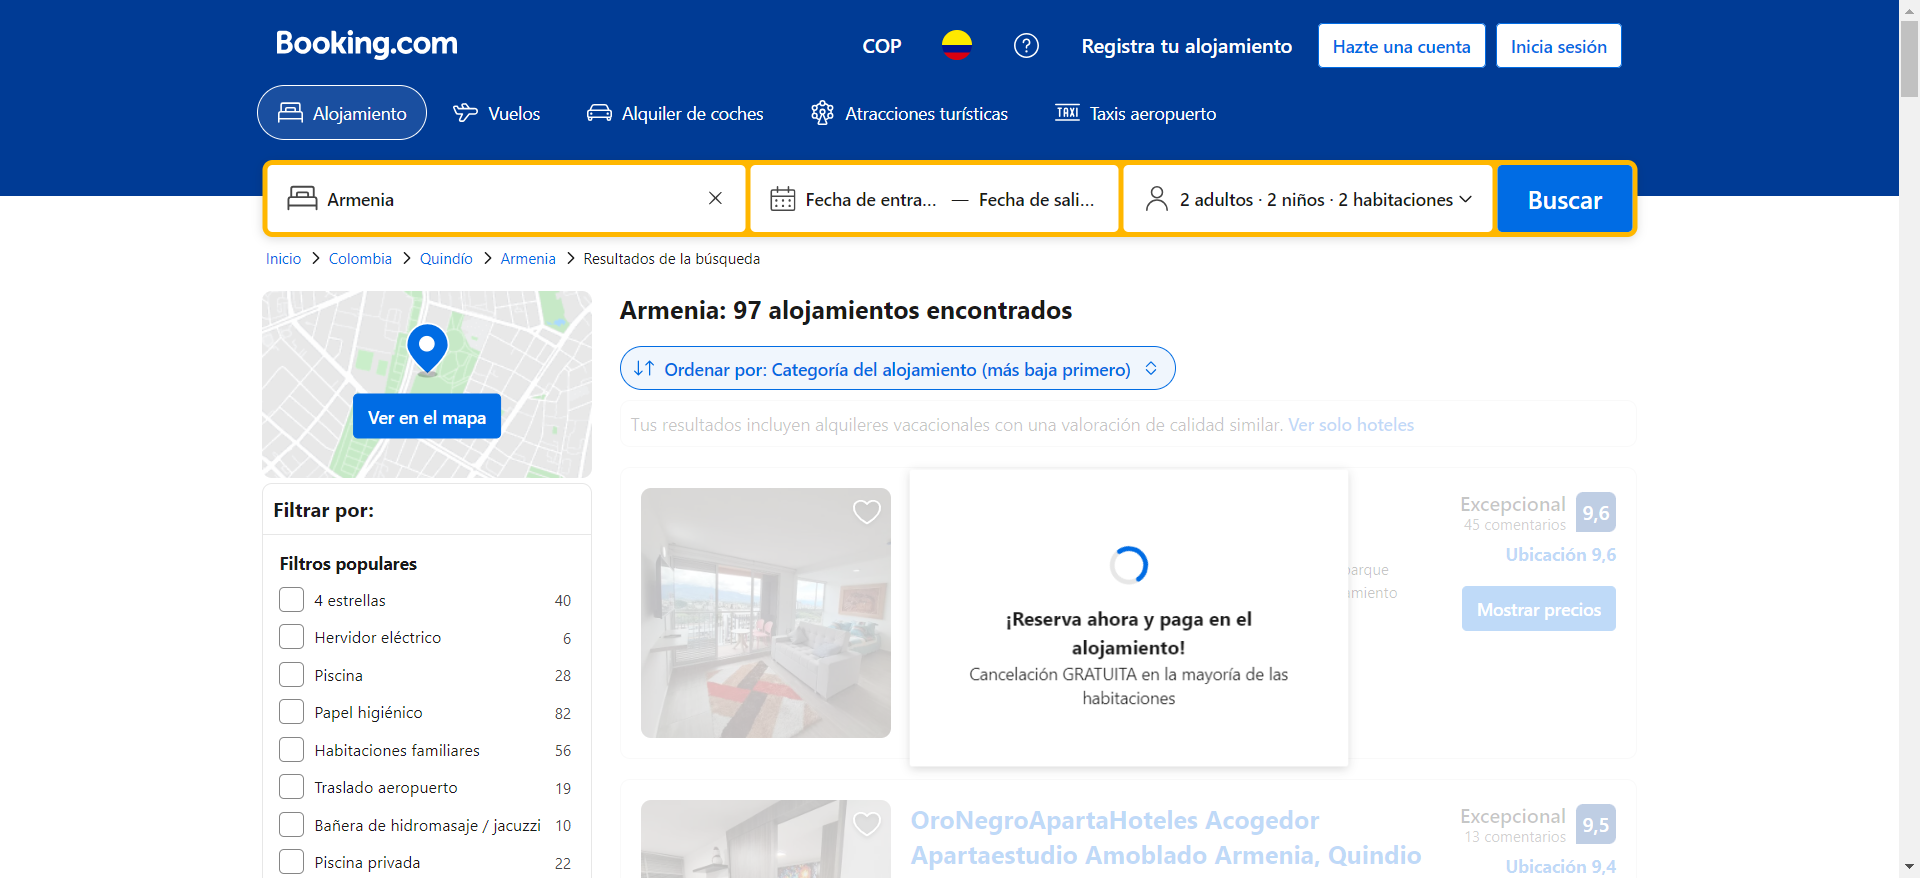 Booking.com
COP
Registra tu alojamiento
Hazte una cuenta
Inicia sesión
Alojamiento
Vuelos
Alquiler de coches
Atracciones turísticas
TAXI
Taxis aeropuerto
Armenia
Fecha de entra... — Fecha de sali...
2 adultos · 2 niños · 2 habitaciones
Buscar
Inicio > Colombia > Quindío > Armenia > Resultados de la búsqueda
Ver en el mapa
Filtrar por:
Filtros populares
4 estrellas 40
Hervidor eléctrico 6
Piscina 28
Papel higiénico 82
Habitaciones familiares 56
Traslado aeropuerto 19
Bañera de hidromasaje / jacuzzi 10
Piscina privada 22
Armenia: 97 alojamientos encontrados
Ordenar por: Categoría del alojamiento (más baja primero)
Tus resultados incluyen alquileres vacacionales con una valoración de calidad similar. Ver solo hoteles
¡Reserva ahora y paga en el
alojamiento!
Cancelación GRATUITA en la mayoría de las
habitaciones
Excepcional 9,6
45 comentarios
Ubicación 9,6
Mostrar precios
OroNegroApartaHoteles Acogedor
Apartaestudio Amoblado Armenia, Quindio
Excepcional 9,5
13 comentarios
Ubicación 9,4